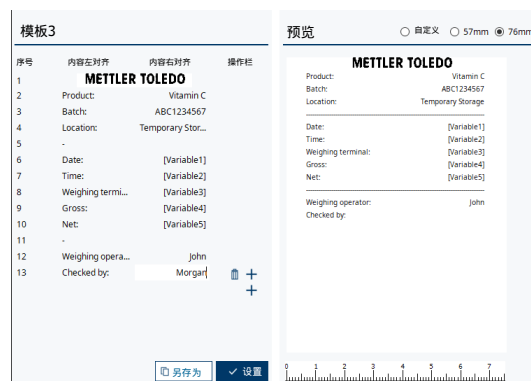 模板3
序号 内容左对齐 内容右对齐 操作栏
1 METTLER TOLEDO
2 Product: Vitamin C
3 Batch: ABC1234567
4 Location: Temporary Stor...
5 -
6 Date: [Variable1]
7 Time: [Variable2]
8 Weighing termi... [Variable3]
9 Gross: [Variable4]
10 Net: [Variable5]
11 -
12 Weighing opera... John
13 Checked by: Morgan
另存为 设置
预览 自定义 57mm 76mm
METTLER TOLEDO
Product: Vitamin C
Batch: ABC1234567
Location: Temporary Storage
Date: [Variable1]
Time: [Variable2]
Weighing terminal: [Variable3]
Gross: [Variable4]
Net: [Variable5]
Weighing operator: John
Checked by:
0 1 2 3 4 5 6 7